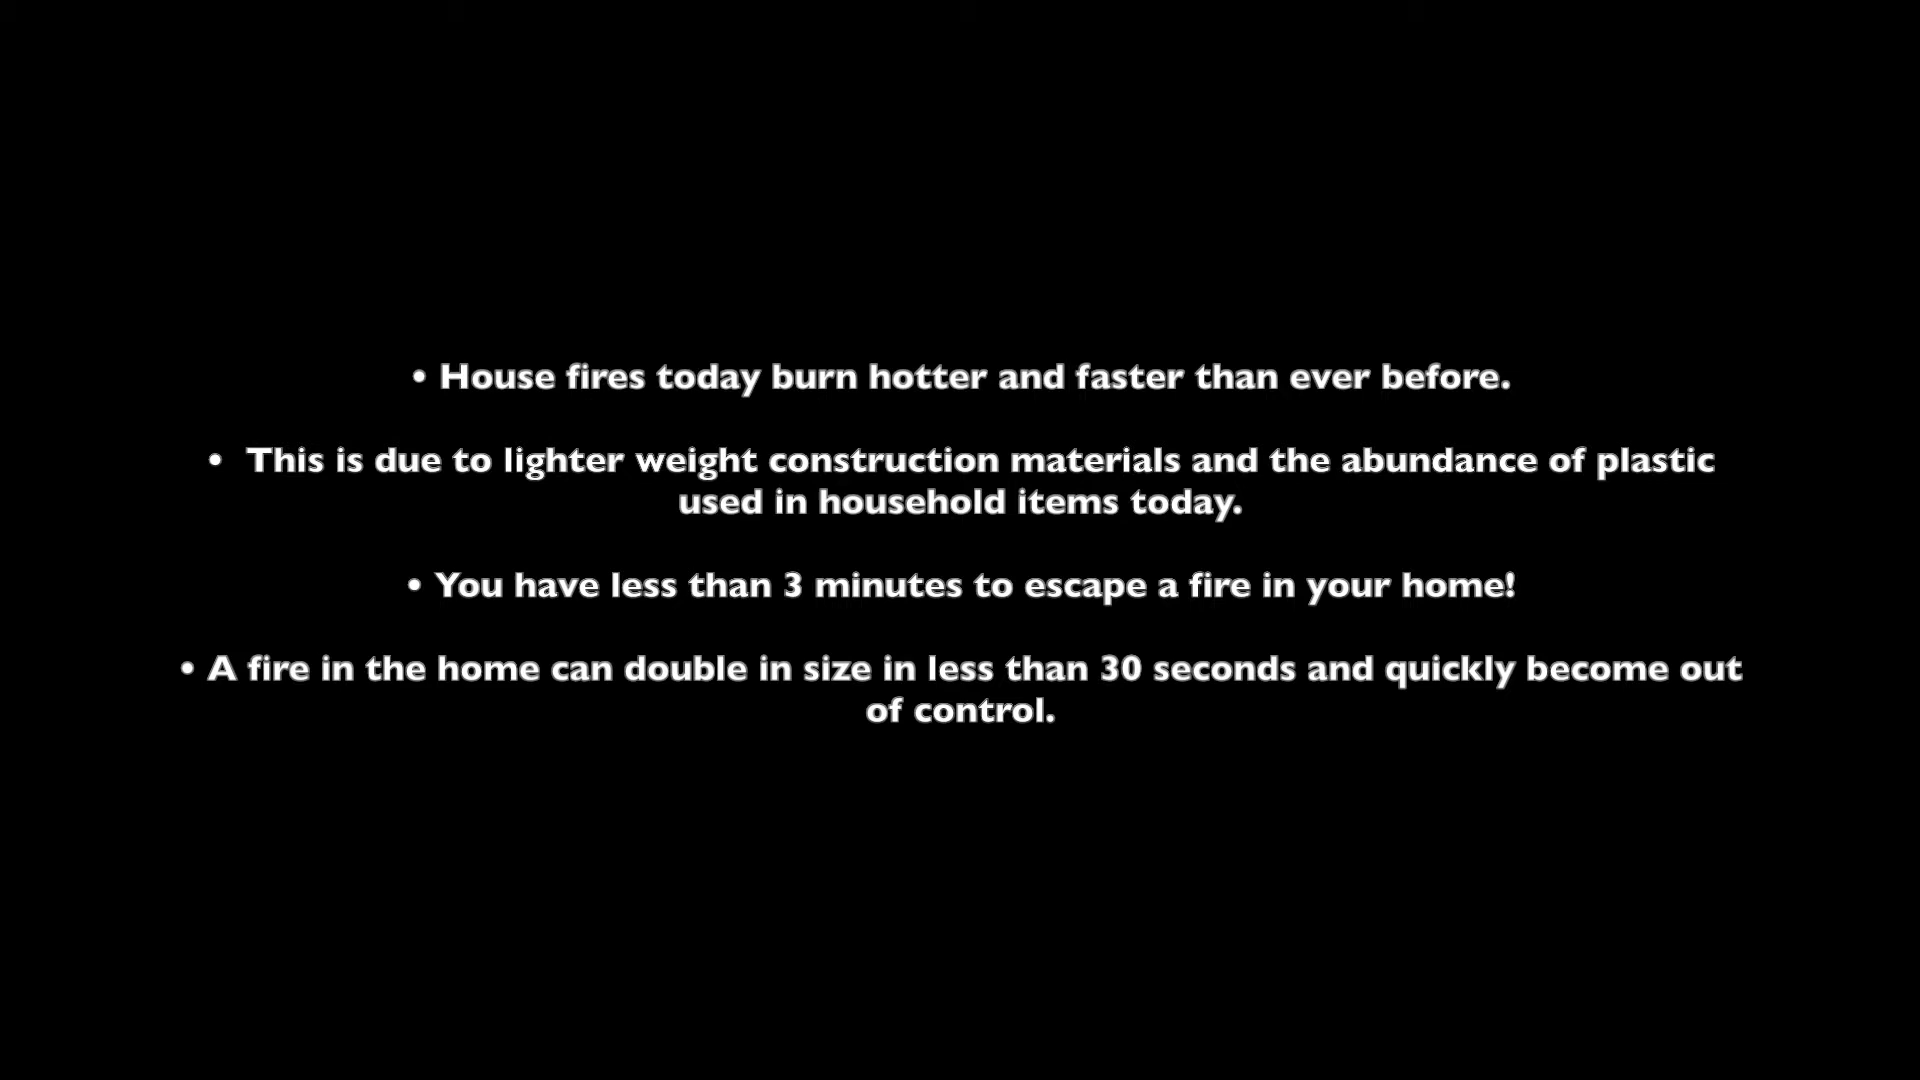 • House fires today burn hotter and faster than ever before.
• This is due to lighter weight construction materials and the abundance of plastic
used in household items today.
• You have less than 3 minutes to escape a fire in your home!
• A fire in the home can double in size in less than 30 seconds and quickly become out
of control.